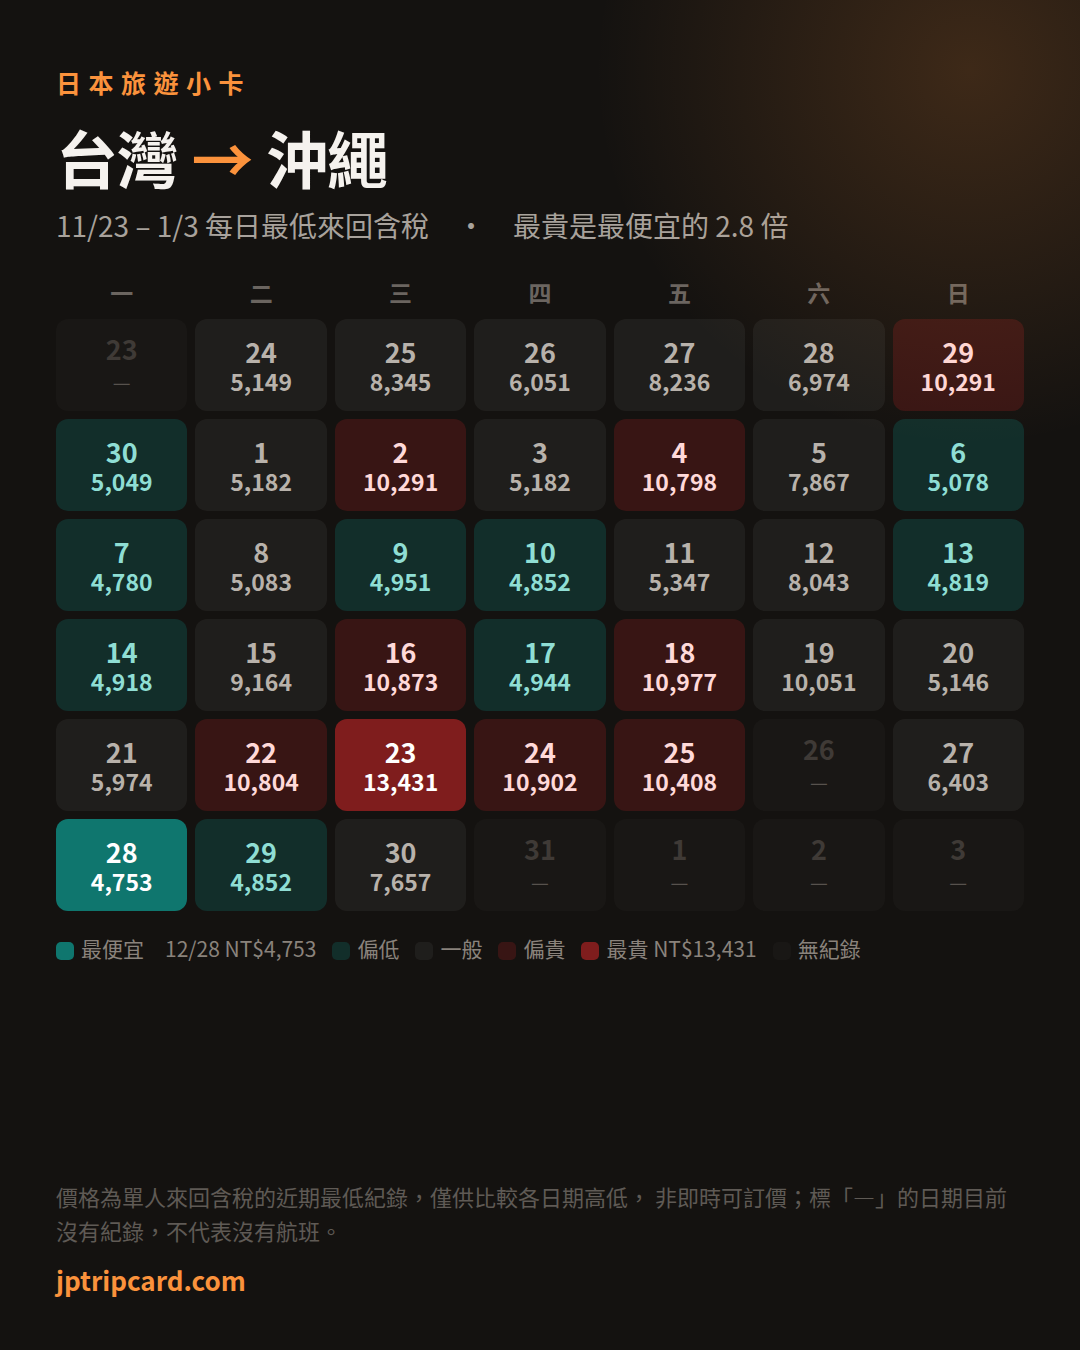 日本旅遊小卡
台灣 → 沖繩
11/23 – 1/3 每日最低來回含稅 ・ 最貴是最便宜的 2.8 倍
一 二 三 四 五 六 日
23 24 25 26 27 28 29
— 5,149 8,345 6,051 8,236 6,974 10,291
30 1 2 3 4 5 6
5,049 5,182 10,291 5,182 10,798 7,867 5,078
7 8 9 10 11 12 13
4,780 5,083 4,951 4,852 5,347 8,043 4,819
14 15 16 17 18 19 20
4,918 9,164 10,873 4,944 10,977 10,051 5,146
21 22 23 24 25 26 27
5,974 10,804 13,431 10,902 10,408 — 6,403
28 29 30 31 1 2 3
4,753 4,852 7,657 — — — —
最便宜 12/28 NT$4,753 偏低 一般 偏貴 最貴 NT$13,431 無紀錄
價格為單人來回含稅的近期最低紀錄，僅供比較各日期高低， 非即時可訂價；標「—」的日期目前
沒有紀錄，不代表沒有航班。
jptripcard.com